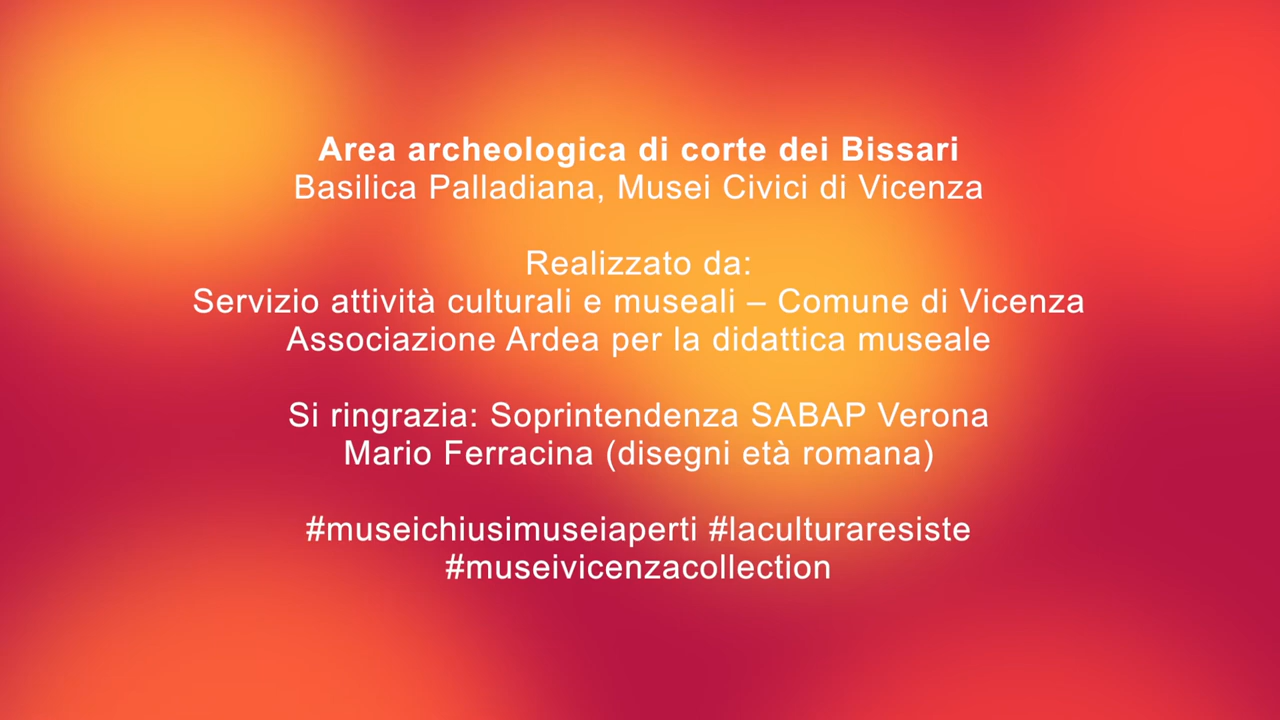 Area archeologica di corte dei Bissari
Basilica Palladiana, Musei Civici di Vicenza
Realizzato da:
Servizio attività culturali e museali – Comune di Vicenza
Associazione Ardea per la didattica museale
Si ringrazia: Soprintendenza SABAP Verona
Mario Ferracina (disegni età romana)
#museichiusimuseiaperti #laculturaresiste
#museivicenzacollection